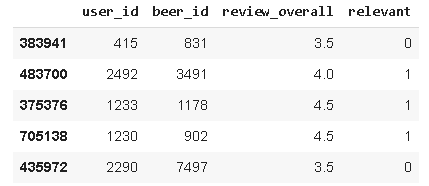 user_id beer_id review_overall relevant
383941 415 831 3.5 0
483700 2492 3491 4.0 1
375376 1233 1178 4.5 1
705138 1230 902 4.5 1
435972 2290 7497 3.5 0